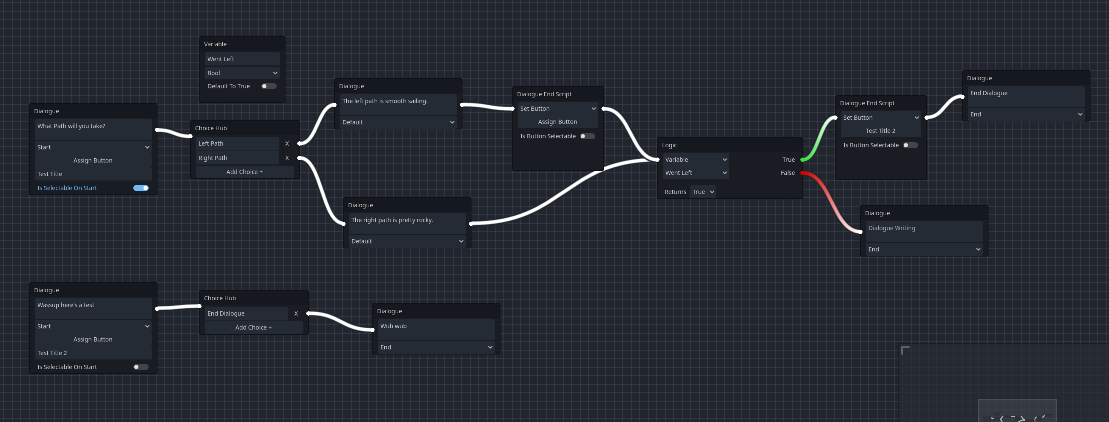 Variable
Went Left
Bool
Default To True
Dialogue
What Path will you take?
Start
Assign Button
Test Title
Is Selectable On Start
Choice Hub
Left Path X
Right Path X
Add Choice +
Dialogue
The left path is smooth sailing.
Default
Dialogue
The right path is pretty rocky.
Default
Dialogue End Script
Set Button
Assign Button
Is Button Selectable
Logic
Variable True
Went Left False
Returns True
Dialogue End Script
Set Button
Test Title 2
Is Button Selectable
Dialogue
End Dialogue
End
Dialogue
Dialogue Writing
End
Dialogue
Wassup here's a test
Start
Assign Button
Test Title 2
Is Selectable On Start
Choice Hub
End Dialogue X
Add Choice +
Dialogue
Wub wub
End